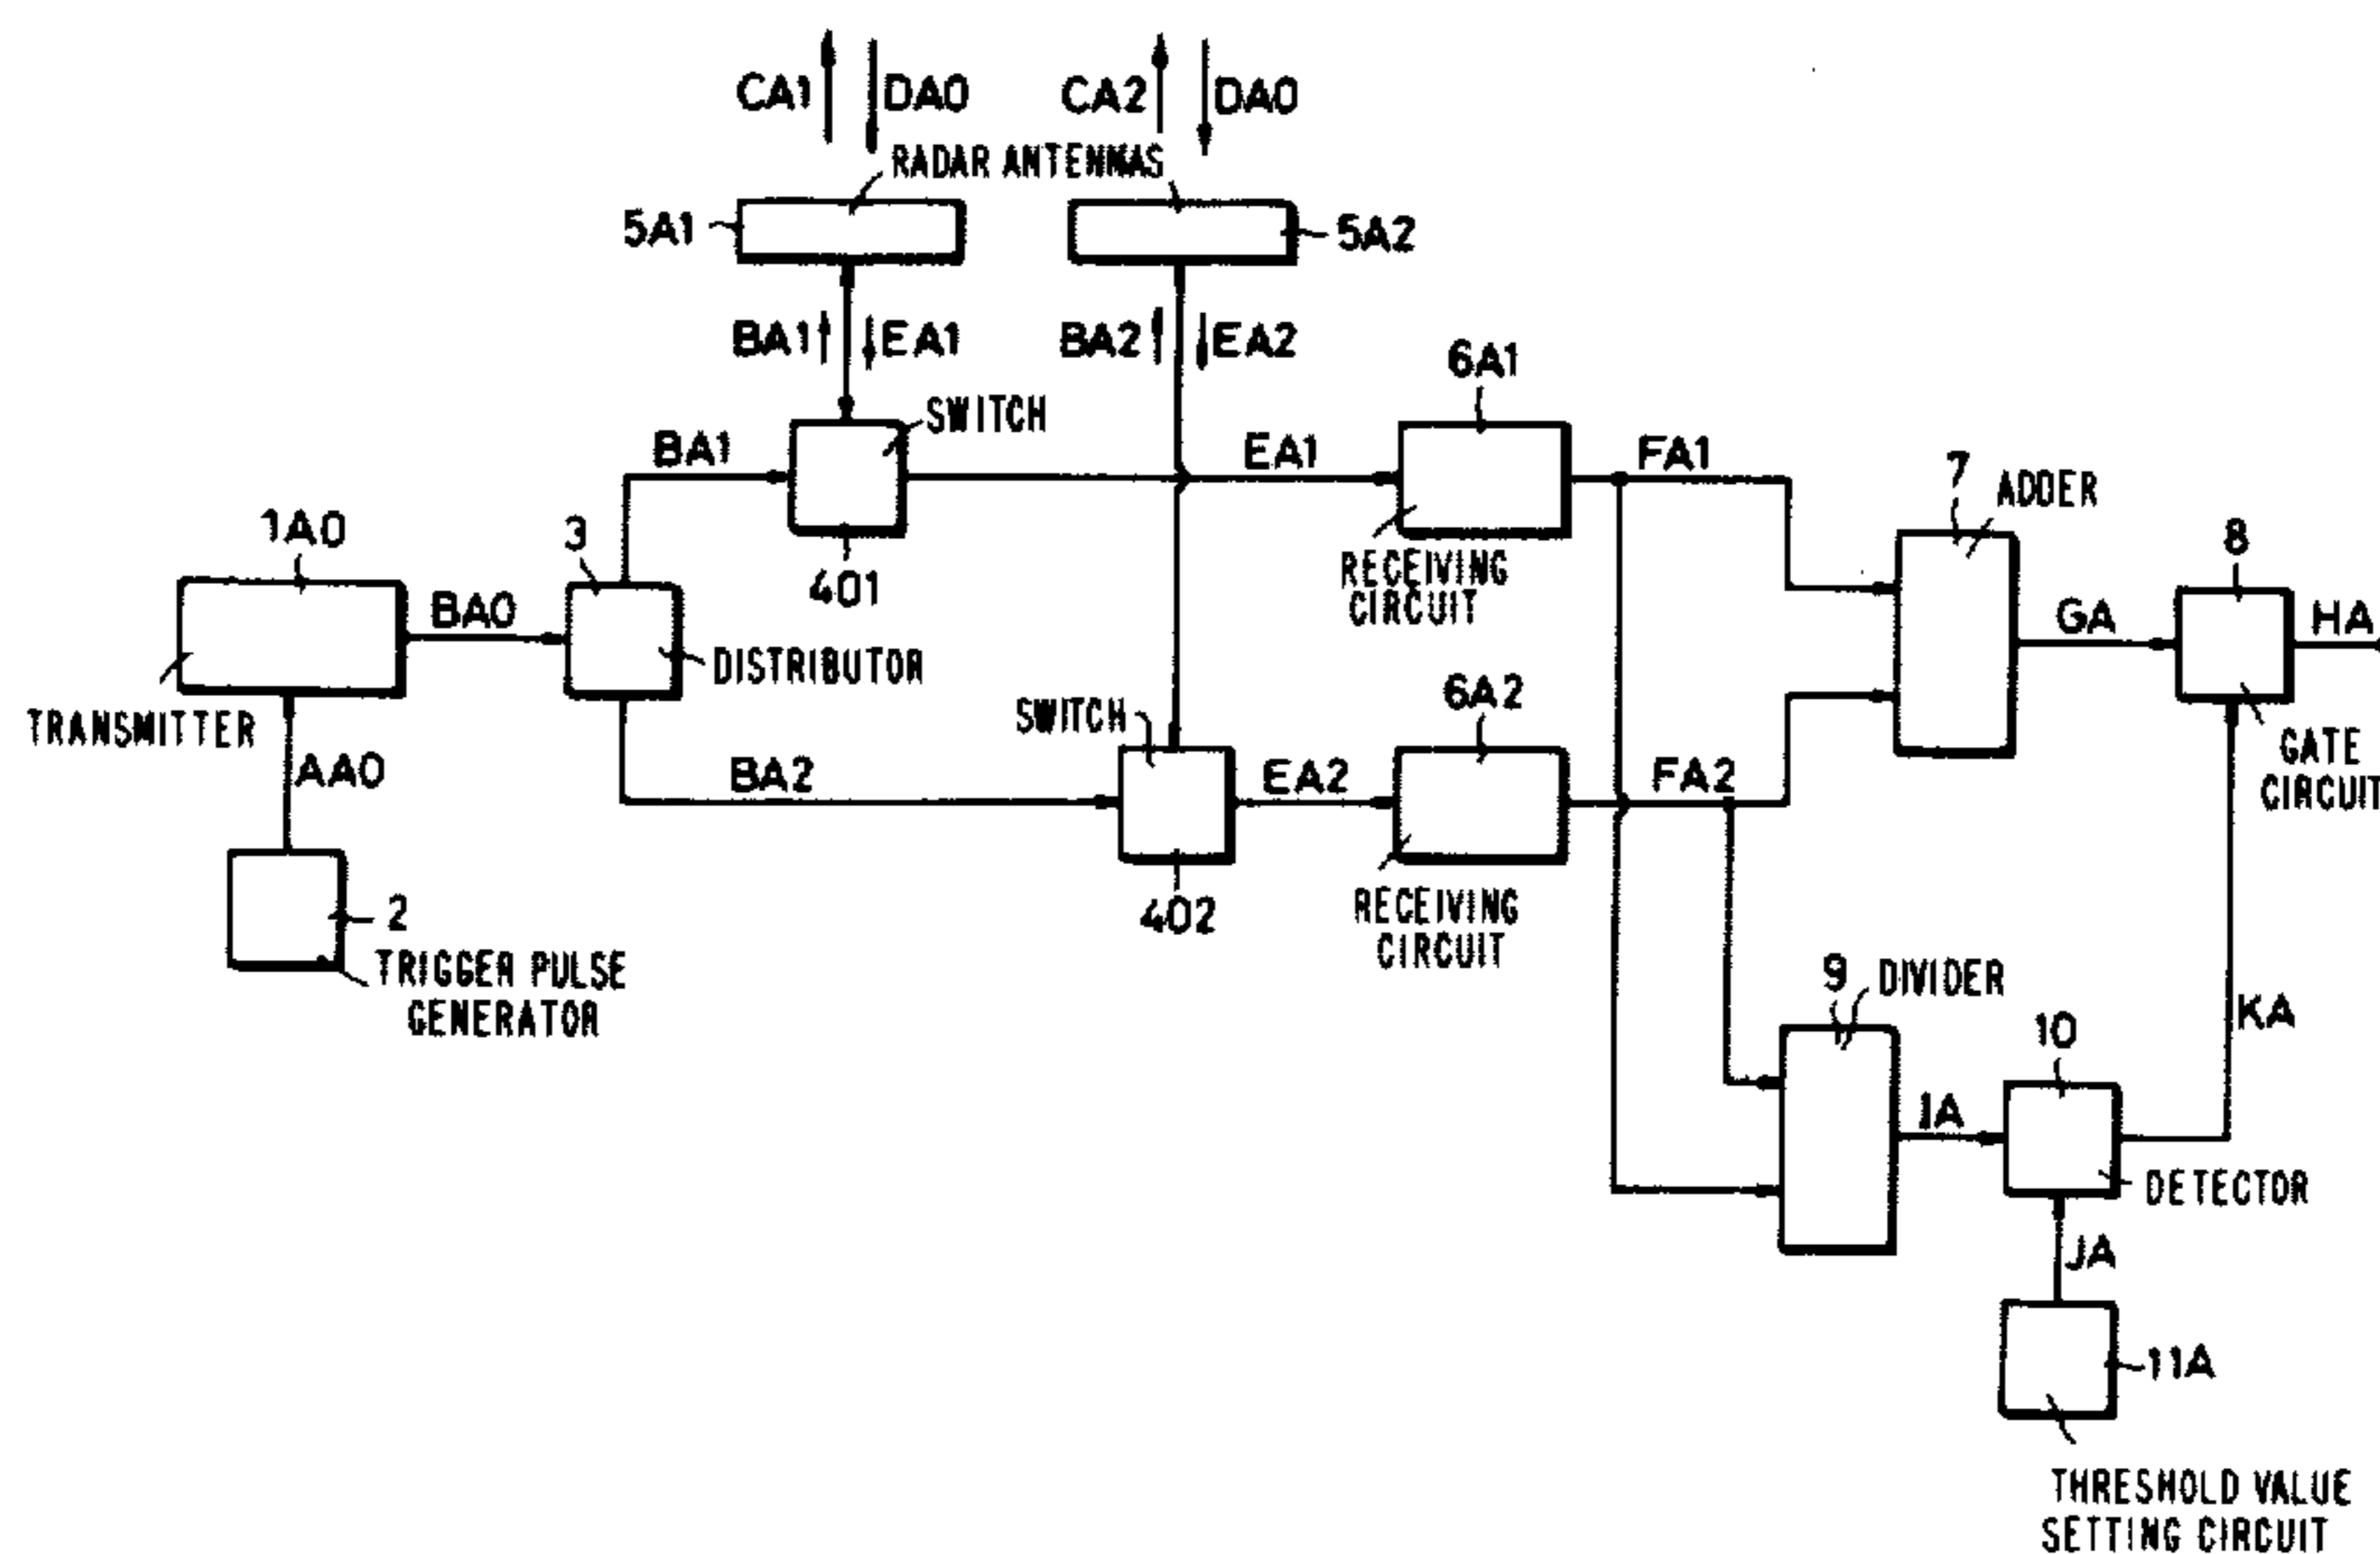 CA1 DA0 CA2 DA0
RADAR ANTENNAS
5A1 5A2
BA1 EA1 BA2 EA2
6A1
SWITCH
BA1 EA1 FA1
7 ADDER
1A0 3 8
401 RECEIVING
CIRCUIT
BA0 GA HA
DISTRIBUTOR
6A2
TRANSMITTER SWITCH
GATE
CIRCUIT
AA0 BA2 EA2 FA2
2 402 RECEIVING
CIRCUIT
TRIGGER PULSE
GENERATOR
9 DIVIDER
10 KA
IA
DETECTOR
JA
11A
THRESHOLD VALUE
SETTING CIRCUIT